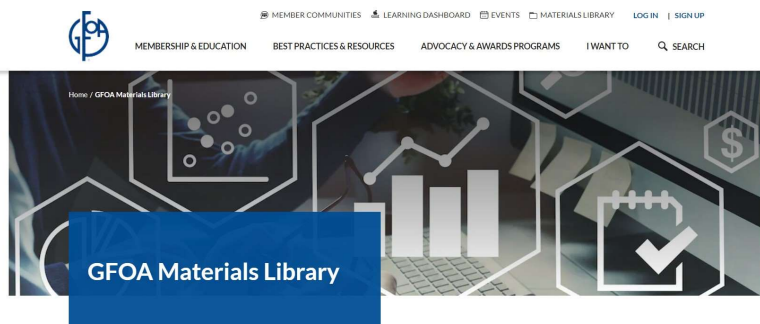 GFOA
MEMBER COMMUNITIES LEARNING DASHBOARD EVENTS MATERIALS LIBRARY LOG IN | SIGN UP
MEMBERSHIP & EDUCATION BEST PRACTICES & RESOURCES ADVOCACY & AWARDS PROGRAMS I WANT TO SEARCH
Home / GFOA Materials Library
$
GFOA Materials Library